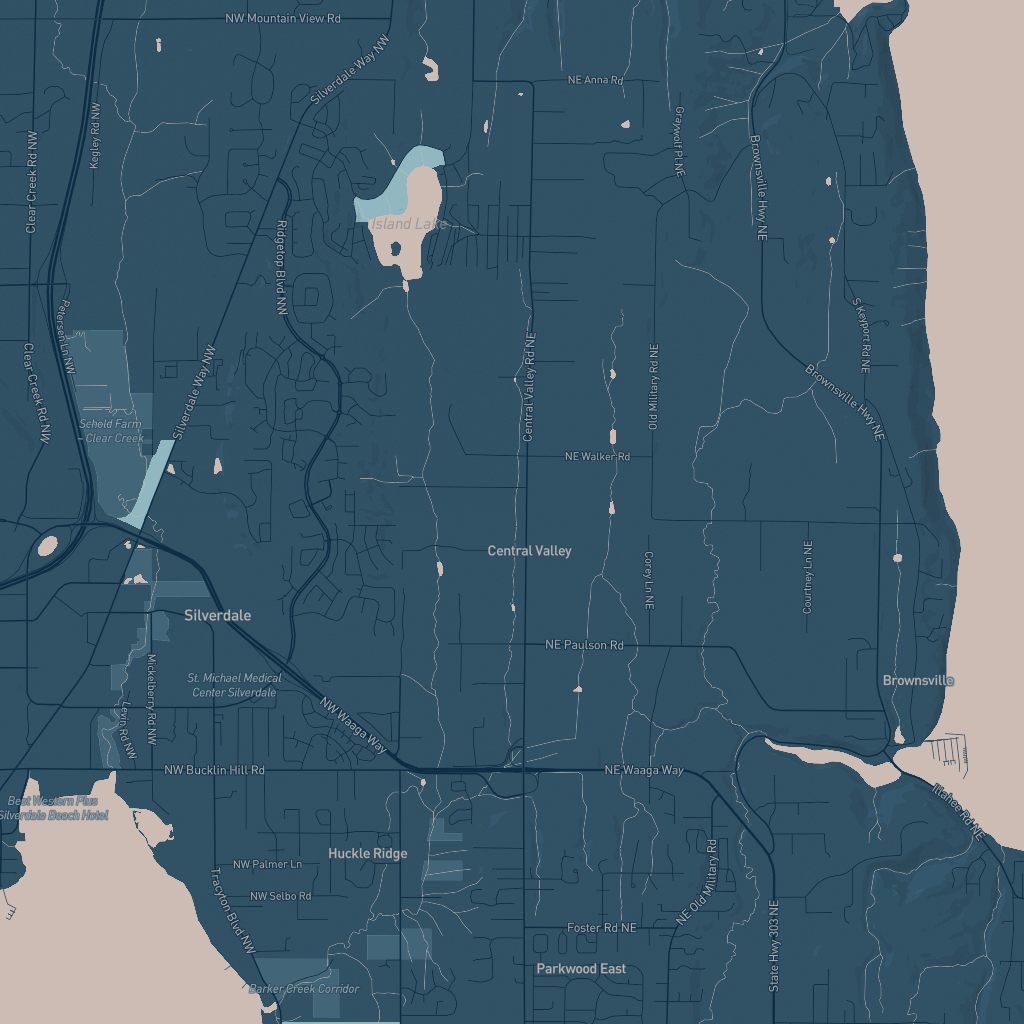 NW Mountain View Rd
Silverdale Way NW
NE Anna Rd
Kegley Rd NW
Clear Creek Rd NW
Graywolf Pl NE
Brownsville Hwy NE
Island Lake
Ridgetop Blvd NW
Petersen Ln NW
S Keyport Rd NE
Clear Creek Rd NW
Silverdale Way NW
Central Valley Rd NE
Old Military Rd NE
Brownsville Hwy NE
Schold Farm
- Clear Creek
NE Walker Rd
Central Valley
Corey Ln NE
Courtney Ln NE
Silverdale
NE Paulson Rd
St. Michael Medical
Center Silverdale
Brownsville
Mickelberry Rd NW
Levin Rd NW
NW Waaga Way
NW Bucklin Hill Rd
NE Waaga Way
Illahee Rd NE
Best Western Plus
Silverdale Beach Hotel
Huckle Ridge
NW Palmer Ln
NE Old Military Rd
NW Selbo Rd
Tracyton Blvd NW
Foster Rd NE
State Hwy 303 NE
Parkwood East
Barker Creek Corridor